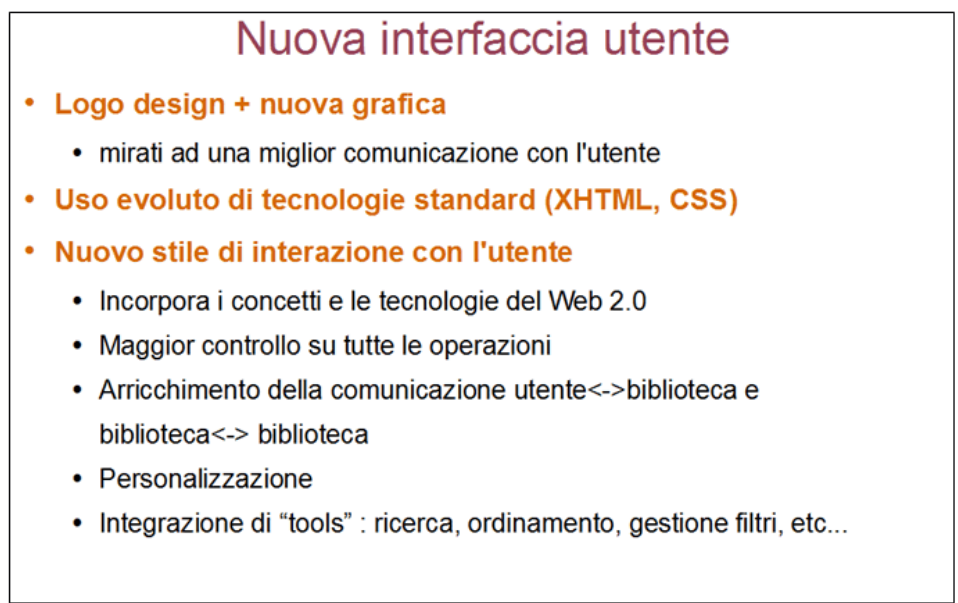 Nuova interfaccia utente
• Logo design + nuova grafica
• mirati ad una miglior comunicazione con l'utente
• Uso evoluto di tecnologie standard (XHTML, CSS)
• Nuovo stile di interazione con l'utente
• Incorpora i concetti e le tecnologie del Web 2.0
• Maggior controllo su tutte le operazioni
• Arricchimento della comunicazione utente<->biblioteca e
biblioteca<-> biblioteca
• Personalizzazione
• Integrazione di “tools” : ricerca, ordinamento, gestione filtri, etc...